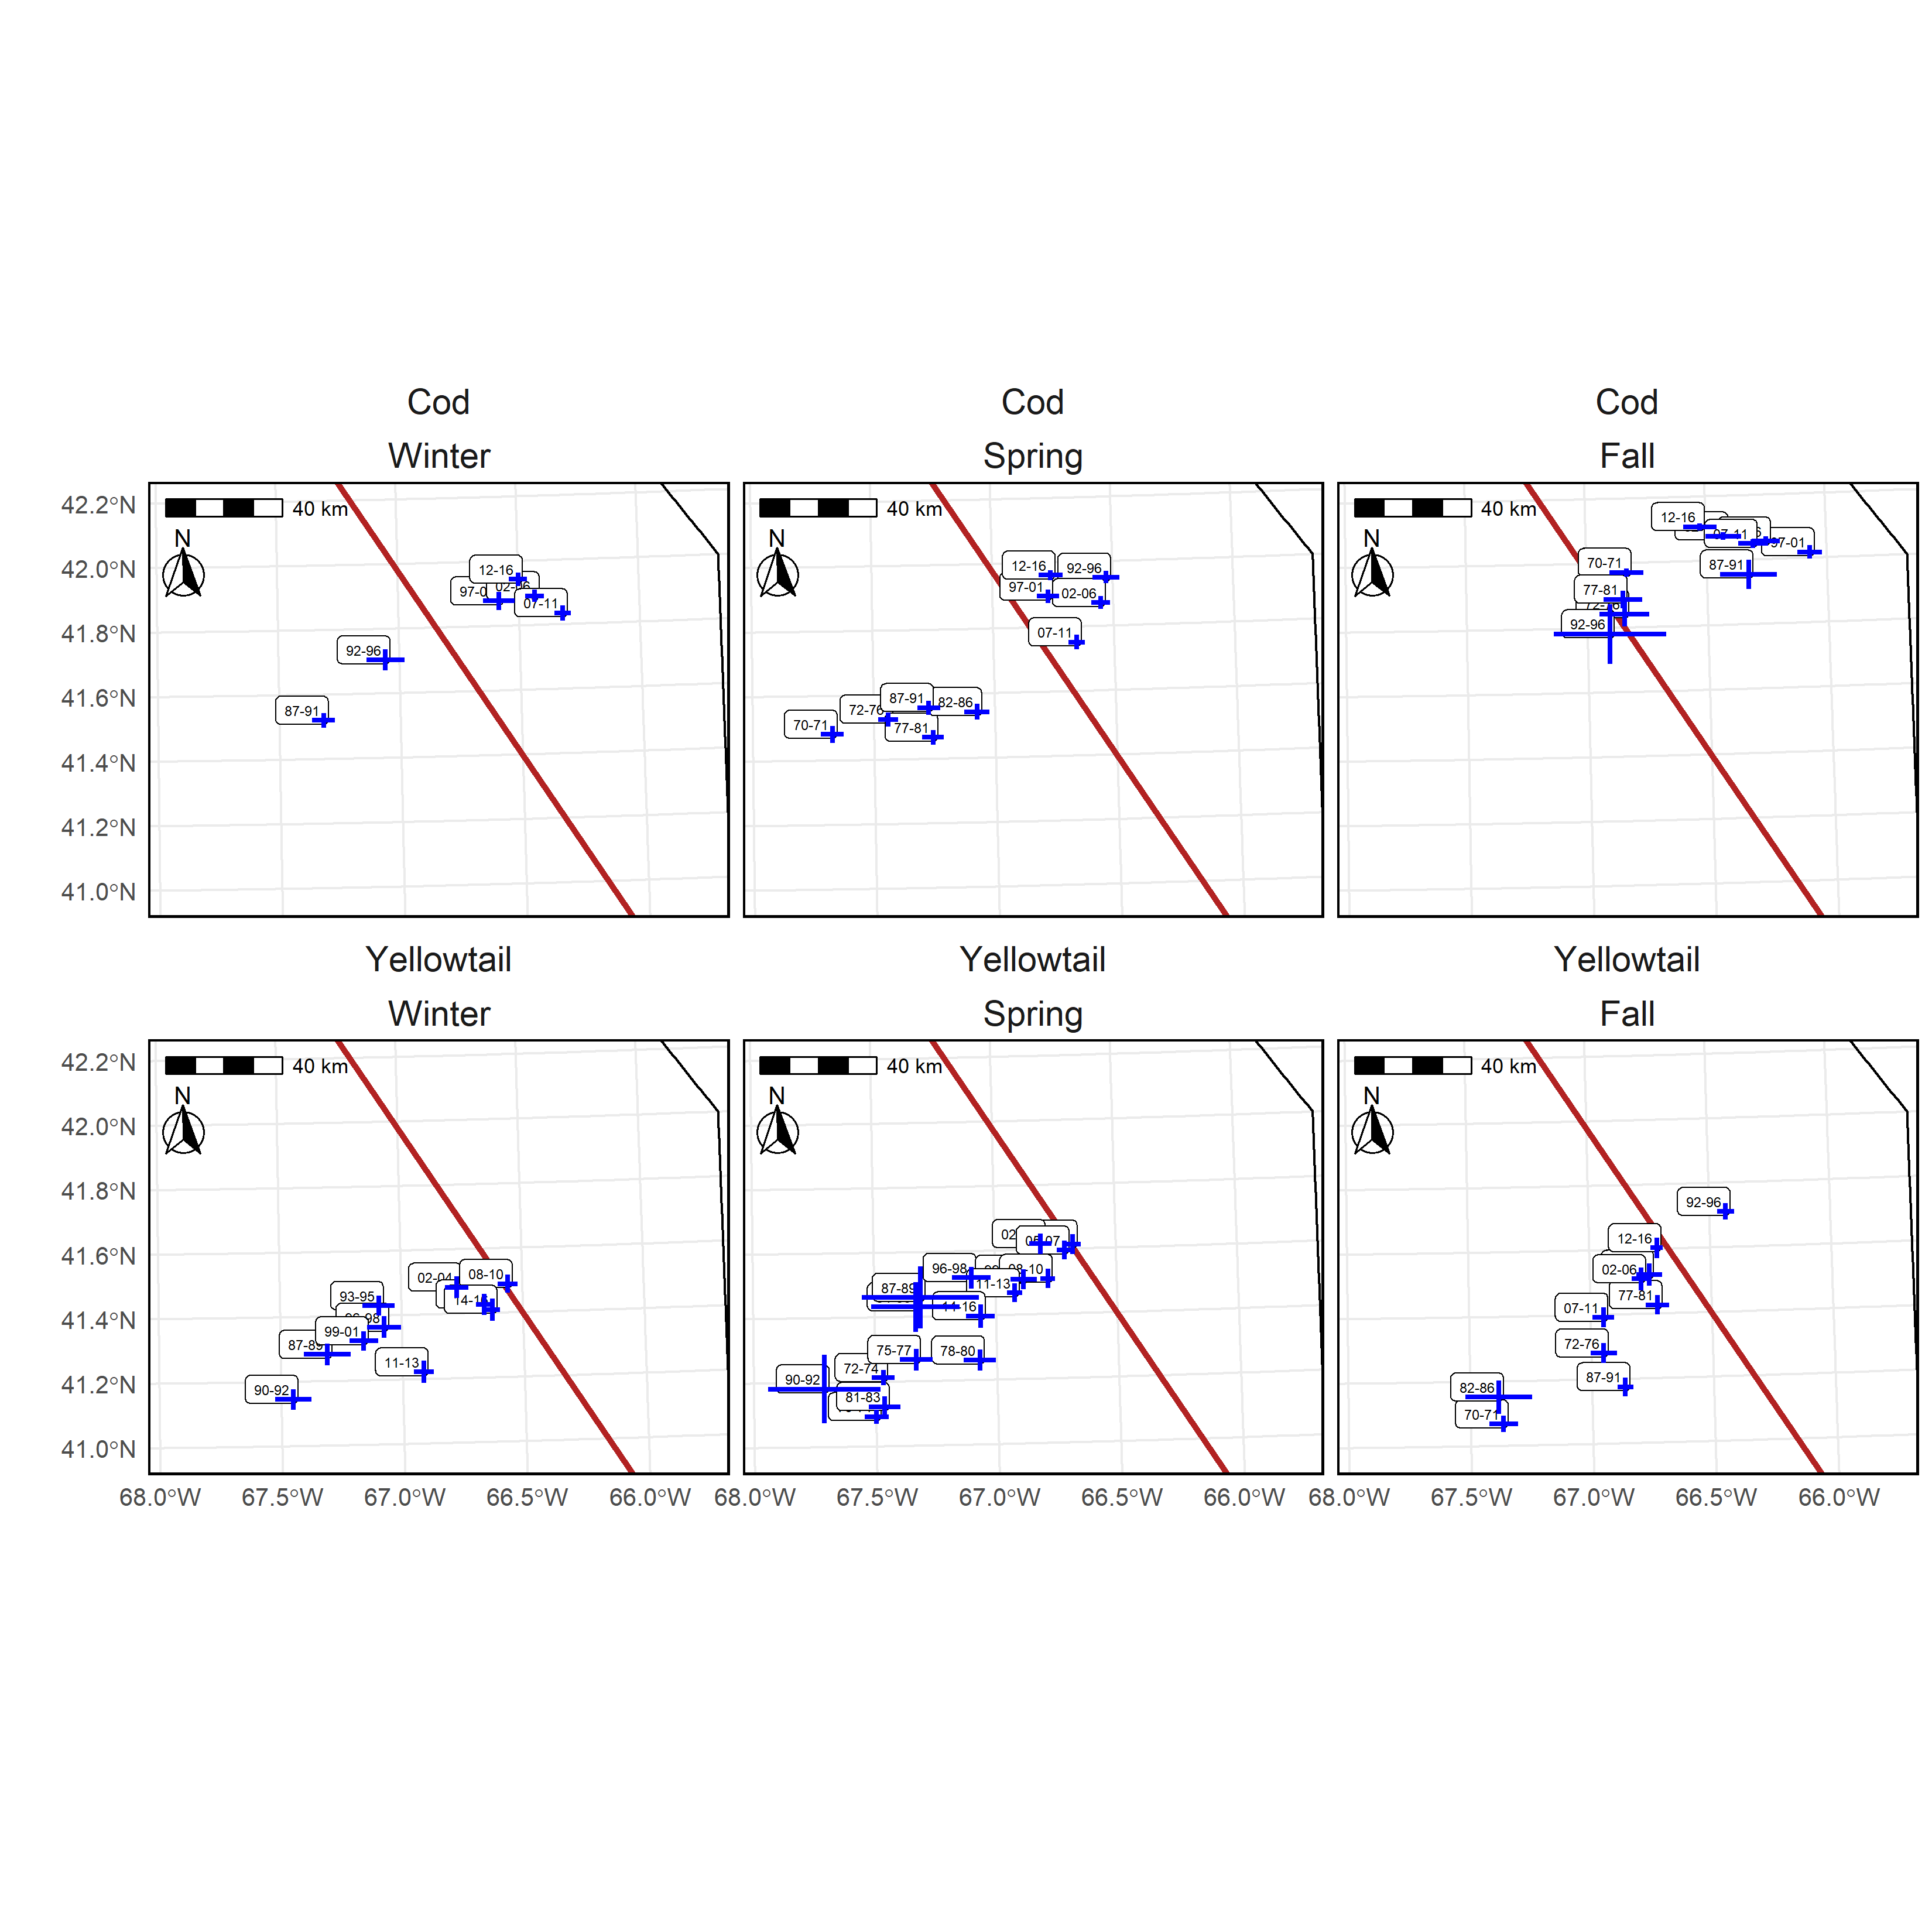 Cod Cod Cod
Winter Spring Fall
42.2°N
42.0°N
41.8°N
41.6°N
41.4°N
41.2°N
41.0°N
40 km
N
12-16
07-11
92-96
87-91
40 km
N
12-16
92-96
97-01
02-06
07-11
87-91
82-86
72-76
70-71
77-81
40 km
N
12-16
07-11
97-01
87-91
70-71
77-81
92-96
Yellowtail Yellowtail Yellowtail
Winter Spring Fall
42.2°N
42.0°N
41.8°N
41.6°N
41.4°N
41.2°N
41.0°N
40 km
N
08-10
02-04
93-95
99-01
87-89
11-13
90-92
40 km
N
05-07
96-98
08-10
11-13
87-89
14-16
75-77
78-80
72-74
90-92
81-83
40 km
N
92-96
12-16
02-06
77-81
07-11
72-76
87-91
82-86
70-71
68.0°W 67.5°W 67.0°W 66.5°W 66.0°W 68.0°W 67.5°W 67.0°W 66.5°W 66.0°W 68.0°W 67.5°W 67.0°W 66.5°W 66.0°W